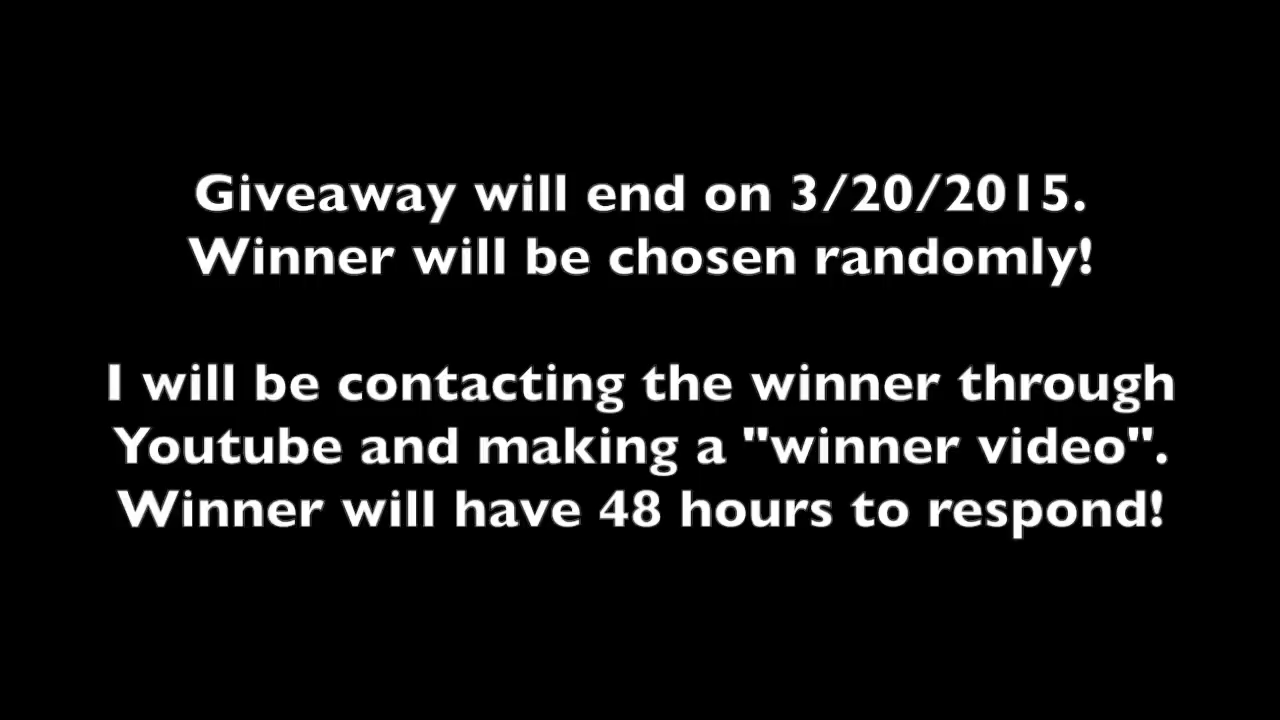 Giveaway will end on 3/20/2015.
Winner will be chosen randomly!
I will be contacting the winner through
Youtube and making a "winner video".
Winner will have 48 hours to respond!